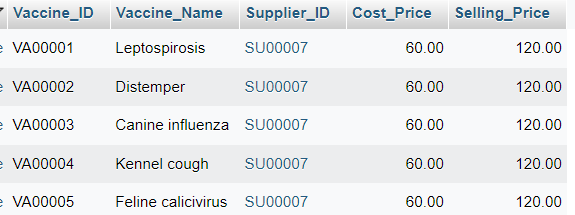 Vaccine_ID Vaccine_Name Supplier_ID Cost_Price Selling_Price
e VA00001 Leptospirosis SU00007 60.00 120.00
e VA00002 Distemper SU00007 60.00 120.00
e VA00003 Canine influenza SU00007 60.00 120.00
e VA00004 Kennel cough SU00007 60.00 120.00
e VA00005 Feline calicivirus SU00007 60.00 120.00